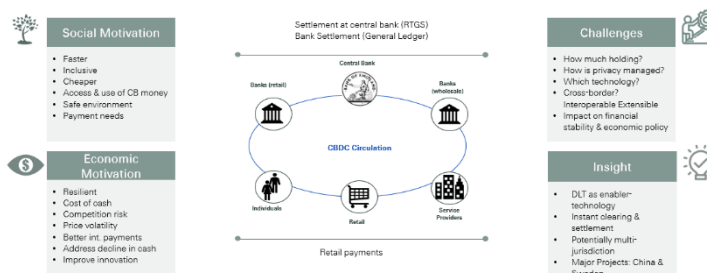 Settlement at central bank (RTGS)
Bank Settlement (General Ledger)
Social Motivation
• Faster
• Inclusive
• Cheaper
• Access & use of CB money
• Safe environment
• Payment needs
Economic
Motivation
• Resilient
• Cost of cash
• Competition risk
• Price volatility
• Better int. payments
• Address decline in cash
• Improve innovation
Central Bank
Banks (retail)
Banks
(wholesale)
CBDC Circulation
Individuals
Retail
Service
Providers
Retail payments
Challenges
• How much holding?
• How is privacy managed?
• Which technology?
• Cross-border?
Interoperable Extensible
• Impact on financial
stability & economic policy
Insight
• DLT as enabler-
technology
• Instant clearing &
settlement
• Potentially multi-
jurisdiction
• Major Projects: China &
Sweden